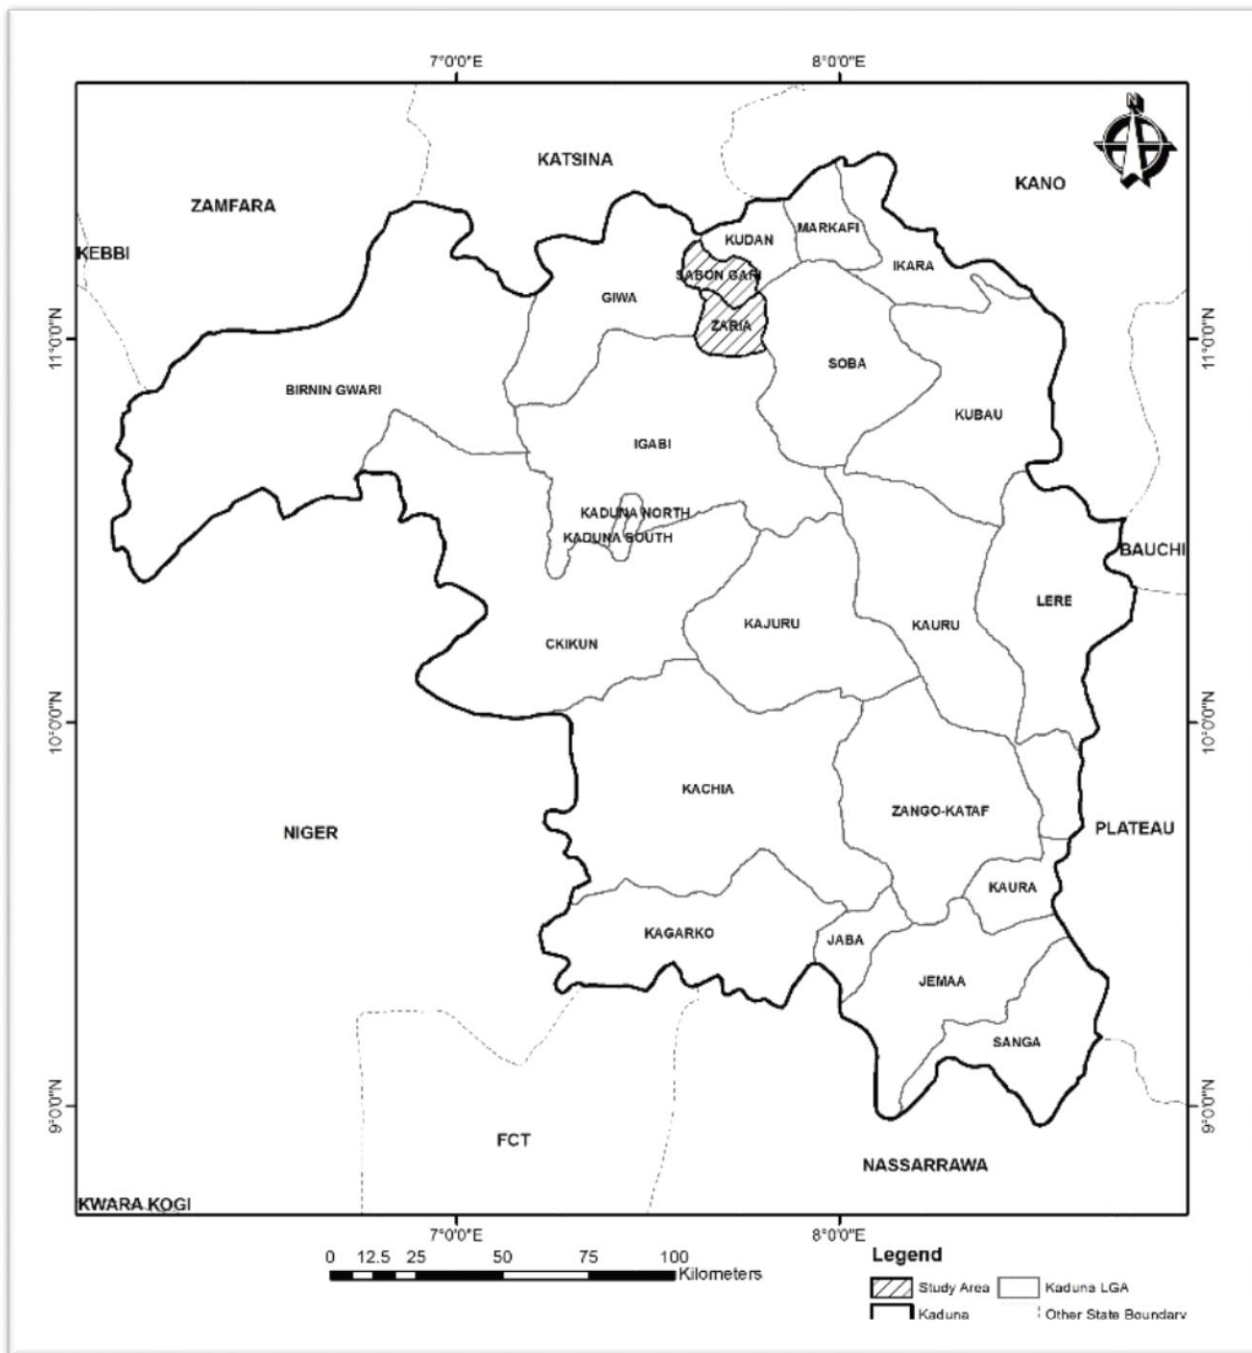 7°0'0"E 8°0'0"E
N
KATSINA
KANO
ZAMFARA
KEBBI
MARKAFI
KUDAN
IKARA
SABON GARI
GIWA
11°0'0"N
ZARIA
11°0'0"N
SOBA
BIRNIN GWARI
KUBAU
IGABI
KADUNA NORTH
KADUNA SOUTH
BAUCHI
LERE
KAJURU
KAURU
CKIKUN
10°0'0"N
10°0'0"N
KACHIA
ZANGO-KATAF
NIGER
PLATEAU
KAURA
KAGARKO
JABA
JEMAA
SANGA
9°0'0"N
9°0'0"N
FCT
NASSARRAWA
KWARA KOGI
7°0'0"E 8°0'0"E
0 12.5 25 50 75 100
Kilometers
Legend
Study Area Kaduna LGA
Kaduna Other State Boundary